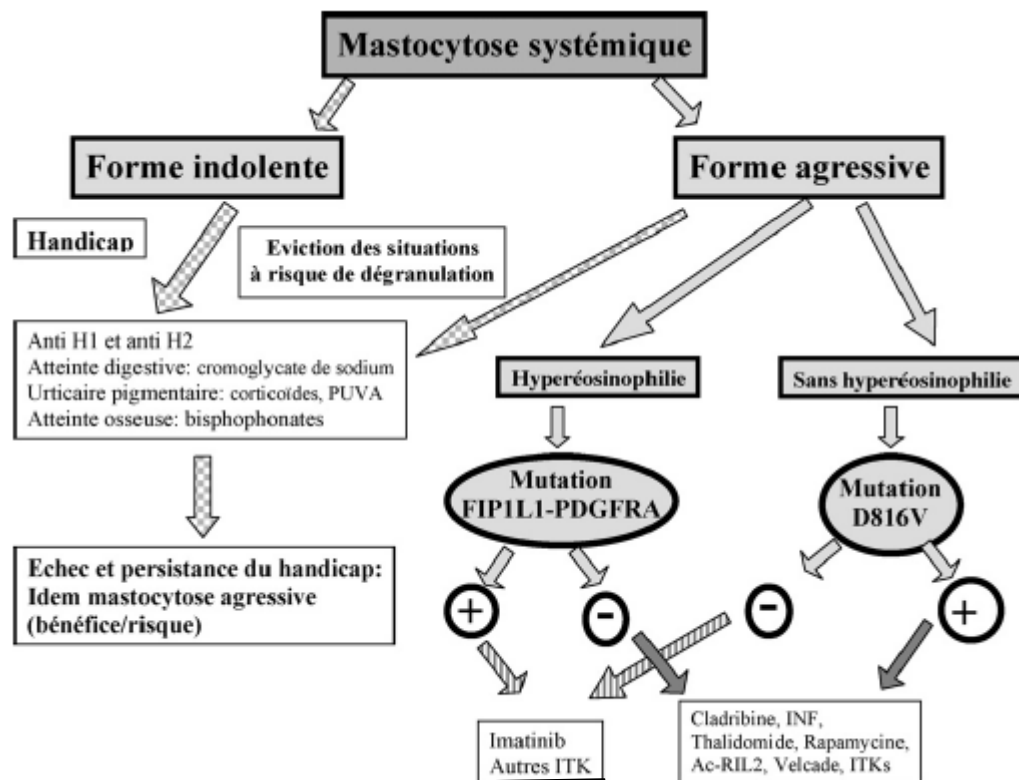 Mastocytose systémique
Forme indolente
Forme agressive
Handicap
Eviction des situations
à risque de dégranulation
Anti H1 et anti H2
Atteinte digestive: cromoglycate de sodium
Urticaire pigmentaire: corticoïdes, PUVA
Atteinte osseuse: bisphophonates
Hyperéosinophilie
Sans hyperéosinophilie
Mutation
FIP1L1-PDGFRA
Mutation
D816V
Echec et persistance du handicap:
Idem mastocytose agressive
(bénéfice/risque)
+
-
-
+
Imatinib
Autres ITK
Cladribine, INF,
Thalidomide, Rapamycine,
Ac-RIL2, Velcade, ITKs